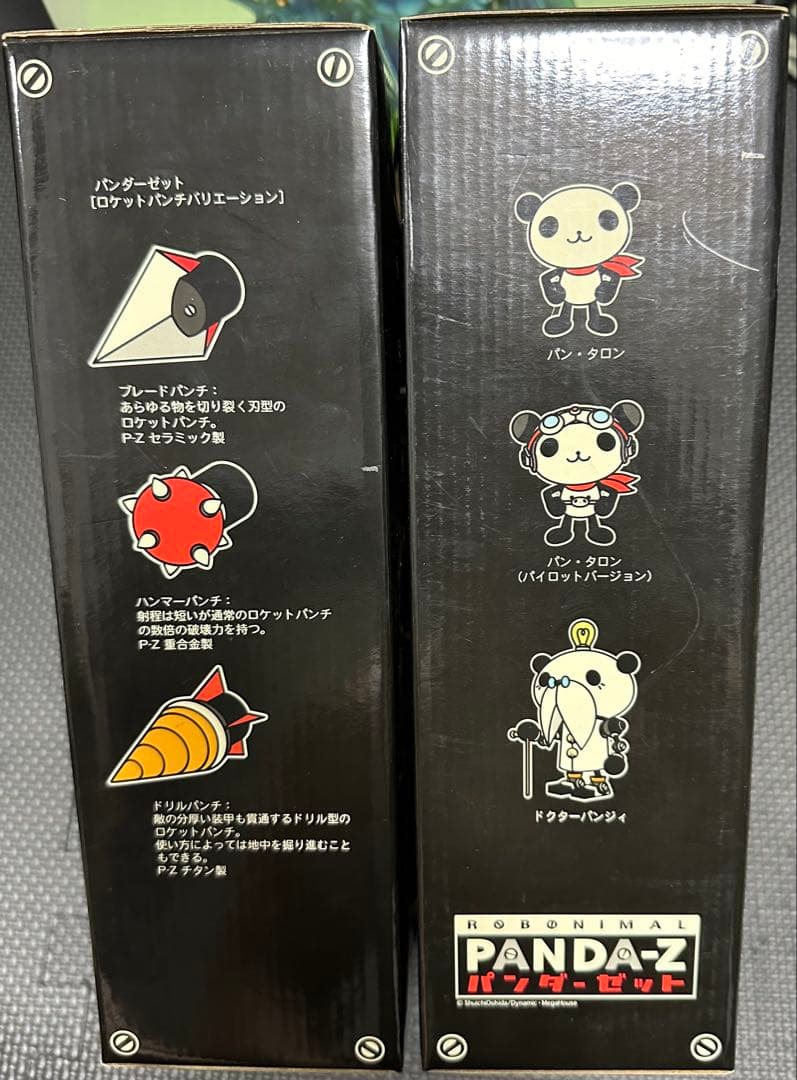 パンダーゼット
[ロケットパンチバリエーション]
ブレードパンチ：
あらゆる物を切り裂く刃型の
ロケットパンチ。
P-Z セラミック製
ハンマーパンチ：
射程は短いが通常のロケットパンチ
の数倍の破壊力を持つ。
P-Z 重合金製
ドリルパンチ：
敵の分厚い装甲も貫通するドリル型の
ロケットパンチ。
使い方によっては地中を掘り進むこと
もできる。
P-Z チタン製
パン・タロン
パン・タロン
（パイロットバージョン）
ドクターパンジィ
ROBONIMAL
PANDA-Z
パンダーゼット
© ShuichiOshida/Dynamic・MegaHouse